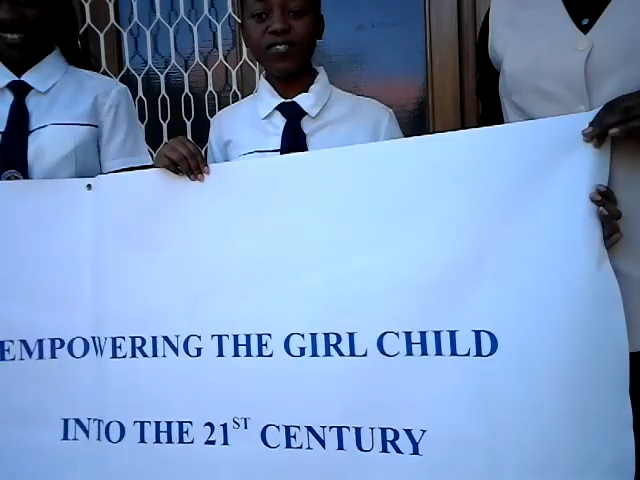 EMPOWERING THE GIRL CHILD
INTO THE 21ST CENTURY